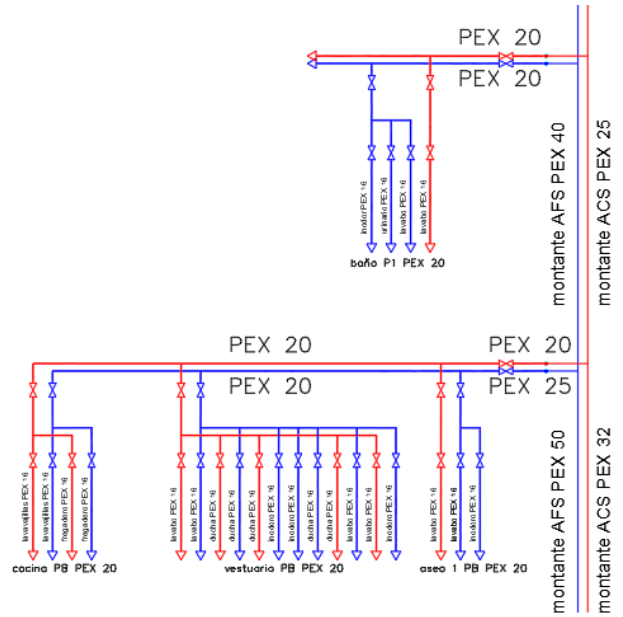 PEX 20
PEX 20
montante AFS PEX 40
montante ACS PEX 25
inodor PEX 16
urinario PEX 16
lavabo PEX 16
lavabo PEX 16
baño P1 PEX 20
PEX 20
PEX 20
PEX 20
PEX 25
montante AFS PEX 50
montante ACS PEX 32
lavavajillas PEX 16
lavavajillas PEX 16
fregadero PEX 16
fregadero PEX 16
cocina PB PEX 20
lavabo PEX 16
lavabo PEX 16
ducha PEX 16
ducha PEX 16
ducha PEX 16
inodoro PEX 16
inodoro PEX 16
ducha PEX 16
ducha PEX 16
lavabo PEX 16
lavabo PEX 16
inodoro PEX 16
vestuario PB PEX 20
lavabo PEX 16
lavabo PEX 16
inodoro PEX 16
aseo 1 PB PEX 20